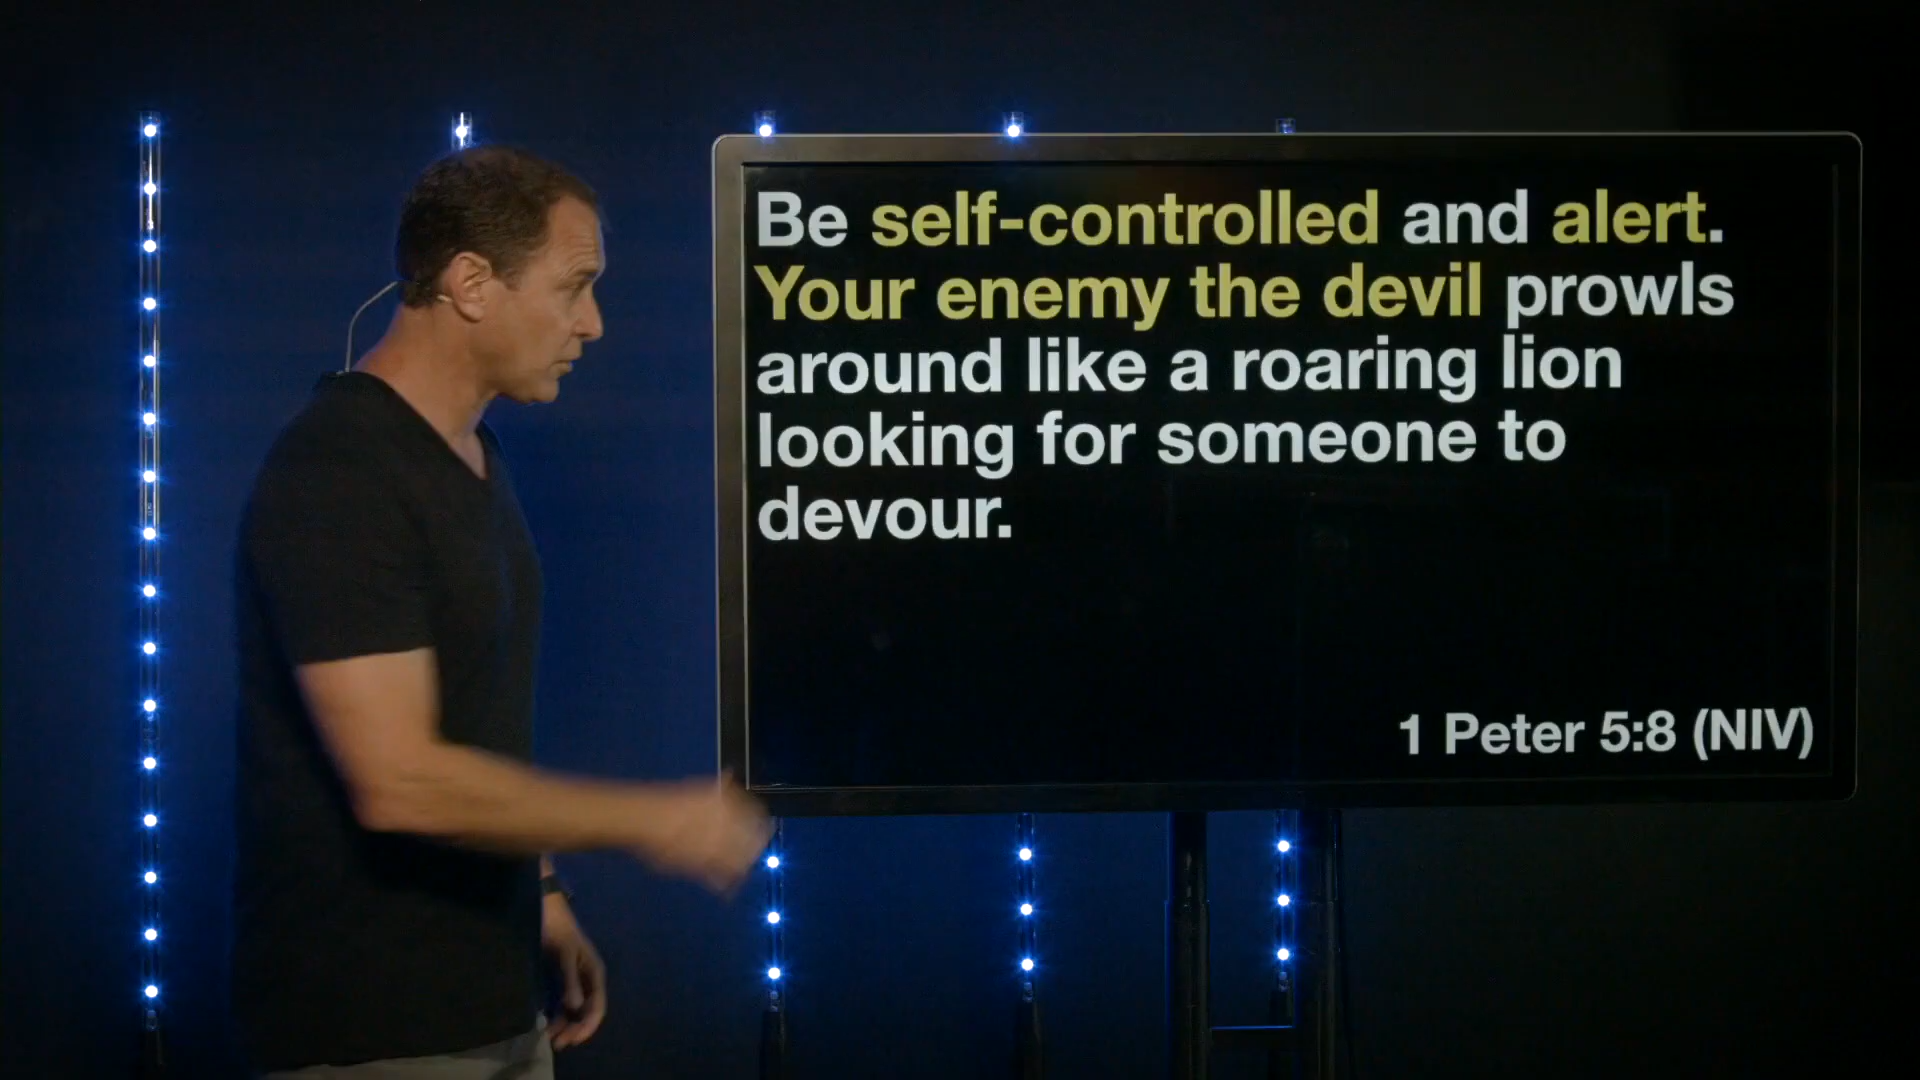 Be self-controlled and alert.
Your enemy the devil prowls
around like a roaring lion
looking for someone to
devour.
1 Peter 5:8 (NIV)